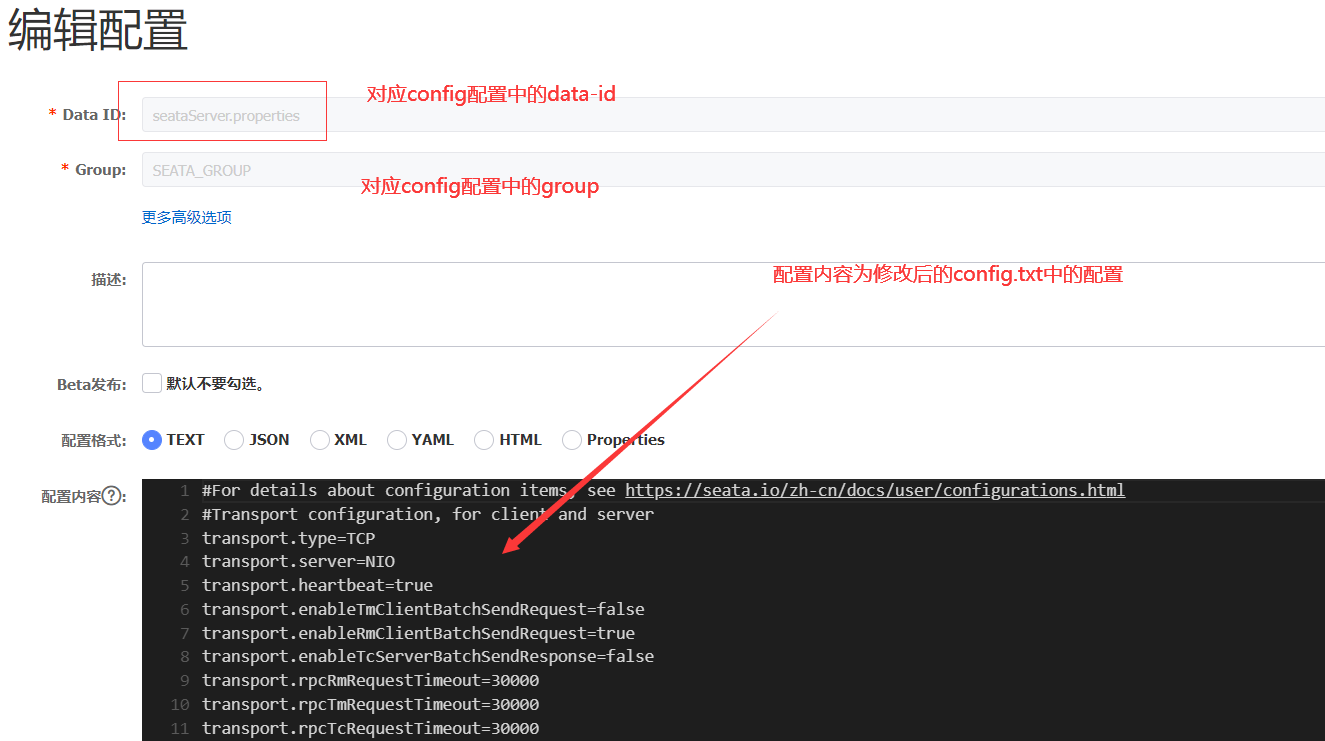 编辑配置
* Data ID: seataServer.properties 对应config配置中的data-id
* Group: SEATA_GROUP 对应config配置中的group
更多高级选项
描述: 配置内容为修改后的config.txt中的配置
Beta发布: 默认不要勾选。
配置格式: TEXT JSON XML YAML HTML Properties
配置内容?:
1 #For details about configuration items, see https://seata.io/zh-cn/docs/user/configurations.html
2 #Transport configuration, for client and server
3 transport.type=TCP
4 transport.server=NIO
5 transport.heartbeat=true
6 transport.enableTmClientBatchSendRequest=false
7 transport.enableRmClientBatchSendRequest=true
8 transport.enableTcServerBatchSendResponse=false
9 transport.rpcRmRequestTimeout=30000
10 transport.rpcTmRequestTimeout=30000
11 transport.rpcTcRequestTimeout=30000